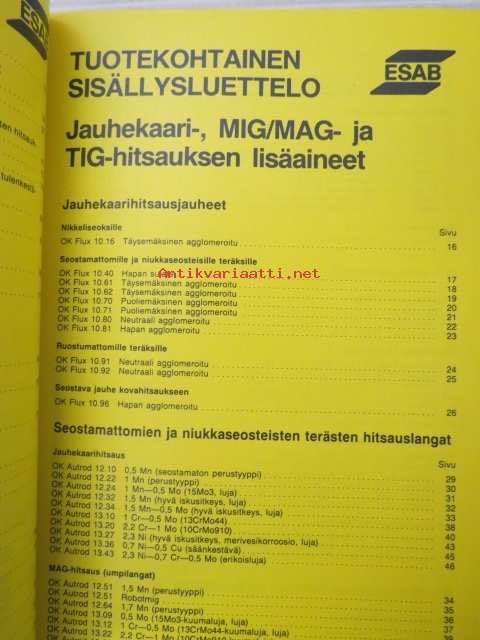 ESAB
TUOTEKOHTAINEN
SISÄLLYSLUETTELO
Jauhekaari-, MIG/MAG- ja
TIG-hitsauksen lisäaineet
Jauhekaarihitsausjauheet
Nikkeliseoksille Sivu
OK Flux 10.16 Täysemäksinen agglomeroitu 16
Seostamattomille ja niukkaseosteisille teräksille
OK Flux 10.40 Hapan 17
OK Flux 10.61 Täysemäksinen agglomeroitu 18
OK Flux 10.62 Täysemäksinen agglomeroitu 19
OK Flux 10.70 Puoliemäksinen agglomeroitu 20
OK Flux 10.71 Puoliemäksinen agglomeroitu 21
OK Flux 10.80 Neutraali agglomeroitu 22
OK Flux 10.81 Hapan agglomeroitu 23
Antikvariaatti.net
Ruostumattomille teräksille
OK Flux 10.91 Neutraali agglomeroitu 24
OK Flux 10.92 Neutraali agglomeroitu 25
Seostava jauhe kovahitsaukseen
OK Flux 10.96 Hapan agglomeroitu 26
Seostamattomien ja niukkaseosteisten terästen hitsauslangat
Jauhekaarihitsaus Sivu
OK Autrod 12.10 0,5 Mn (seostamaton perustyyppi) 29
OK Autrod 12.22 1 Mn (perustyyppi) 30
OK Autrod 12.24 1 Mn—0,5 Mo (15Mo3, luja) 31
OK Autrod 12.32 1,5 Mn (hyvä iskusitkeys, luja) 32
OK Autrod 12.34 1,5 Mn—0,5 Mo (hyvä iskusitkeys, luja) 33
OK Autrod 13.10 1 Cr—0,5 Mo (13CrMo44) 38
OK Autrod 13.20 2,2 Cr—1 Mo (10CrMo910) 40
OK Autrod 13.27 2,3 Ni (hyvä iskusitkeys, merivesikorroosio, luja) 43
OK Autrod 13.36 0,7 Ni—0,5 Cu (säänkestävä) 45
OK Autrod 13.43 2,3 Ni—0,7 Cr—0,5 Mo (erikoisluja) 46
MAG-hitsaus (umpilangat)
OK Autrod 12.51 1,5 Mn (perustyyppi) 34
OK Autrod 12.51 Robotmig 35
OK Autrod 12.64 1,7 Mn (perustyyppi) 36
OK Autrod 13.09 0,5 Mo (15Mo3-kuumaluja, luja) 37
OK Autrod 13.12 1 Cr—0,5 Mo (13CrMo44-kuumaluja, luja)
OK Autrod 13.22 2,2 Cr—1 Mo